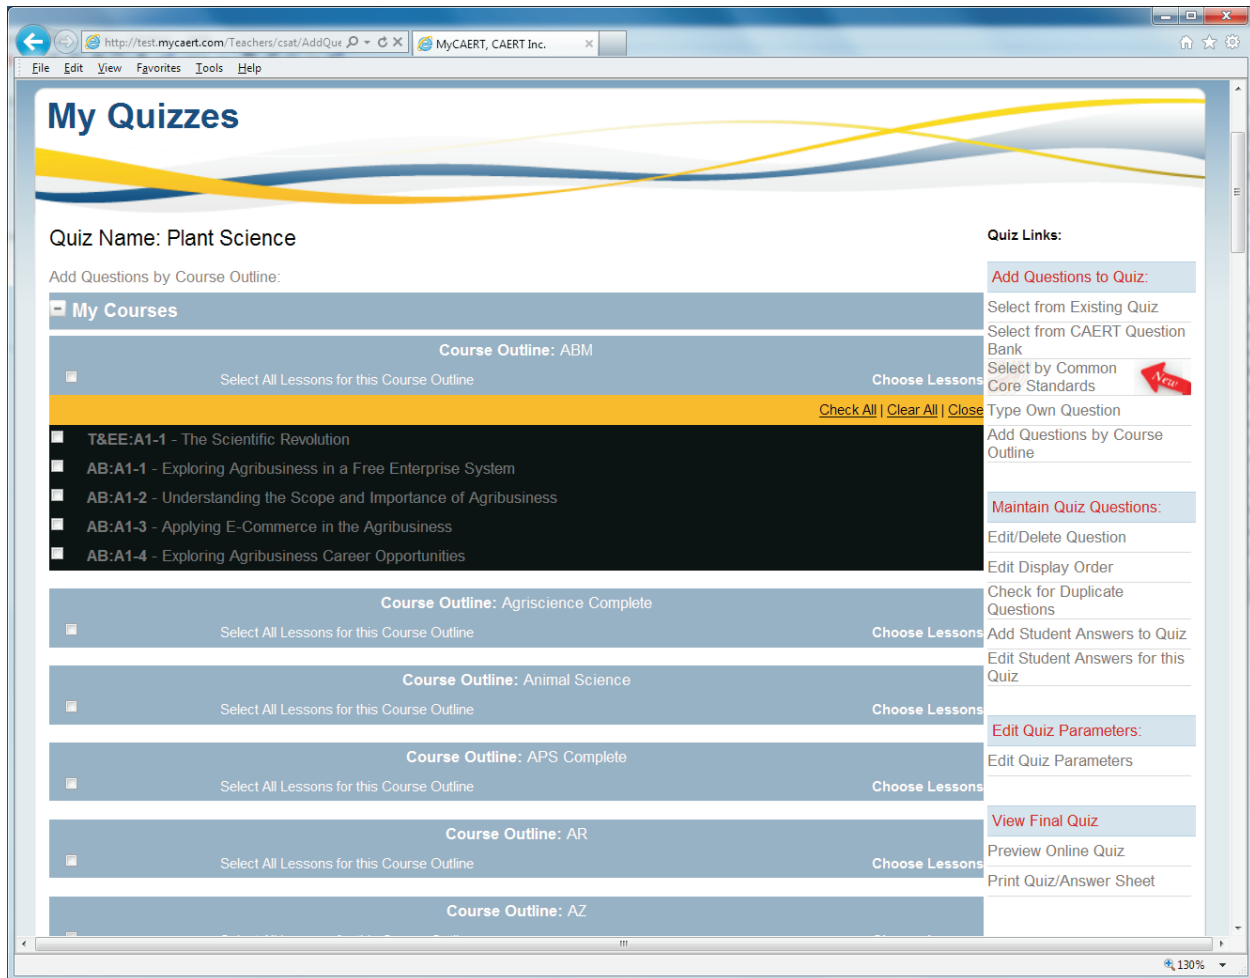 http://test.mycaert.com/Teachers/csat/AddQue
MyCAERT, CAERT Inc.
File Edit View Favorites Tools Help
My Quizzes
Quiz Name: Plant Science
Add Questions by Course Outline:
My Courses
Course Outline: ABM
Select All Lessons for this Course Outline
Choose Lessons
Check All | Clear All | Close
T&EE:A1-1 - The Scientific Revolution
AB:A1-1 - Exploring Agribusiness in a Free Enterprise System
AB:A1-2 - Understanding the Scope and Importance of Agribusiness
AB:A1-3 - Applying E-Commerce in the Agribusiness
AB:A1-4 - Exploring Agribusiness Career Opportunities
Course Outline: Agriscience Complete
Select All Lessons for this Course Outline
Choose Lessons
Course Outline: Animal Science
Select All Lessons for this Course Outline
Choose Lessons
Course Outline: APS Complete
Select All Lessons for this Course Outline
Choose Lessons
Course Outline: AR
Select All Lessons for this Course Outline
Choose Lessons
Course Outline: AZ
Quiz Links:
Add Questions to Quiz:
Select from Existing Quiz
Select from CAERT Question
Bank
Select by Common
Core Standards
New
Type Own Question
Add Questions by Course
Outline
Maintain Quiz Questions:
Edit/Delete Question
Edit Display Order
Check for Duplicate
Questions
Add Student Answers to Quiz
Edit Student Answers for this
Quiz
Edit Quiz Parameters:
Edit Quiz Parameters
View Final Quiz
Preview Online Quiz
Print Quiz/Answer Sheet
130%